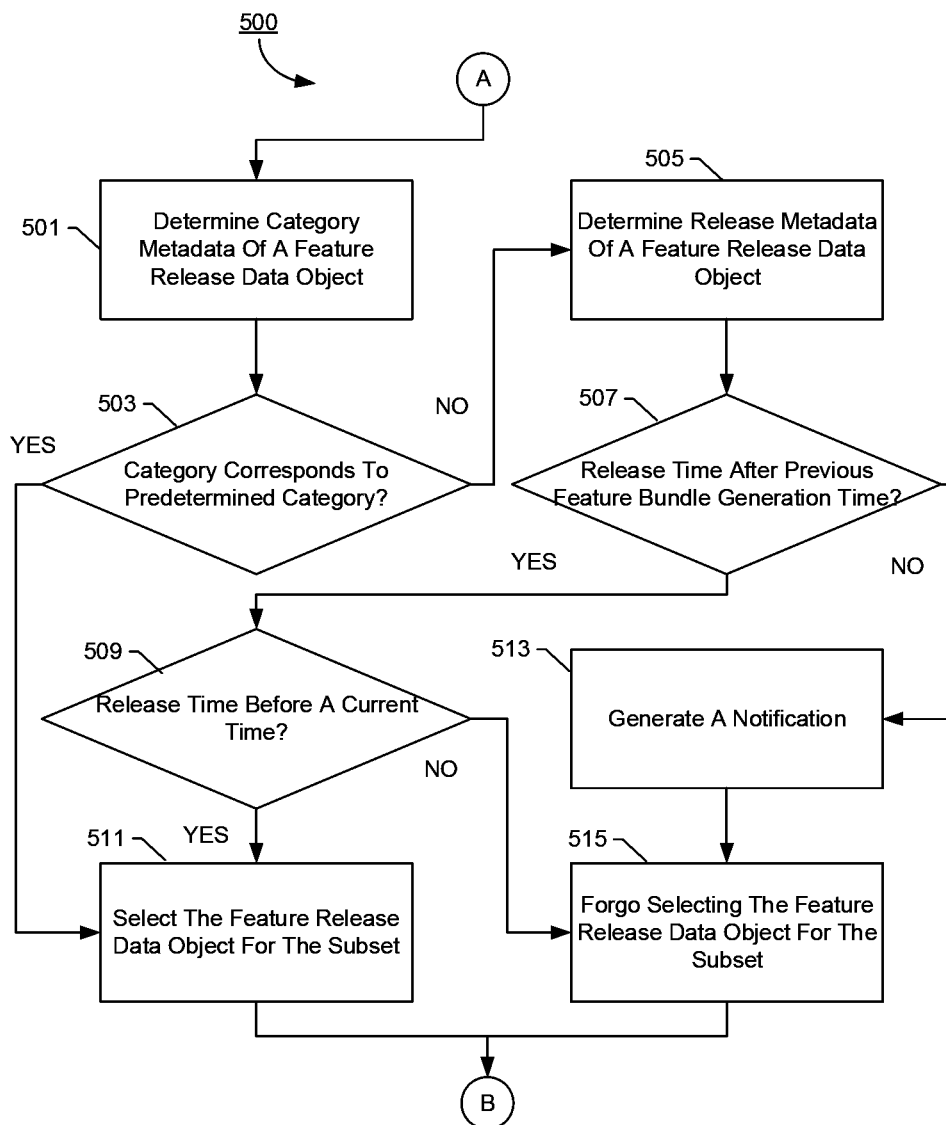 500
A
501
Determine Category
Metadata Of A Feature
Release Data Object
505
Determine Release Metadata
Of A Feature Release Data
Object
503
YES
NO
Category Corresponds To
Predetermined Category?
507
Release Time After Previous
Feature Bundle Generation Time?
YES
NO
509
Release Time Before A Current
Time?
NO
YES
513
Generate A Notification
511
Select The Feature Release
Data Object For The Subset
515
Forgo Selecting The Feature
Release Data Object For The
Subset
B